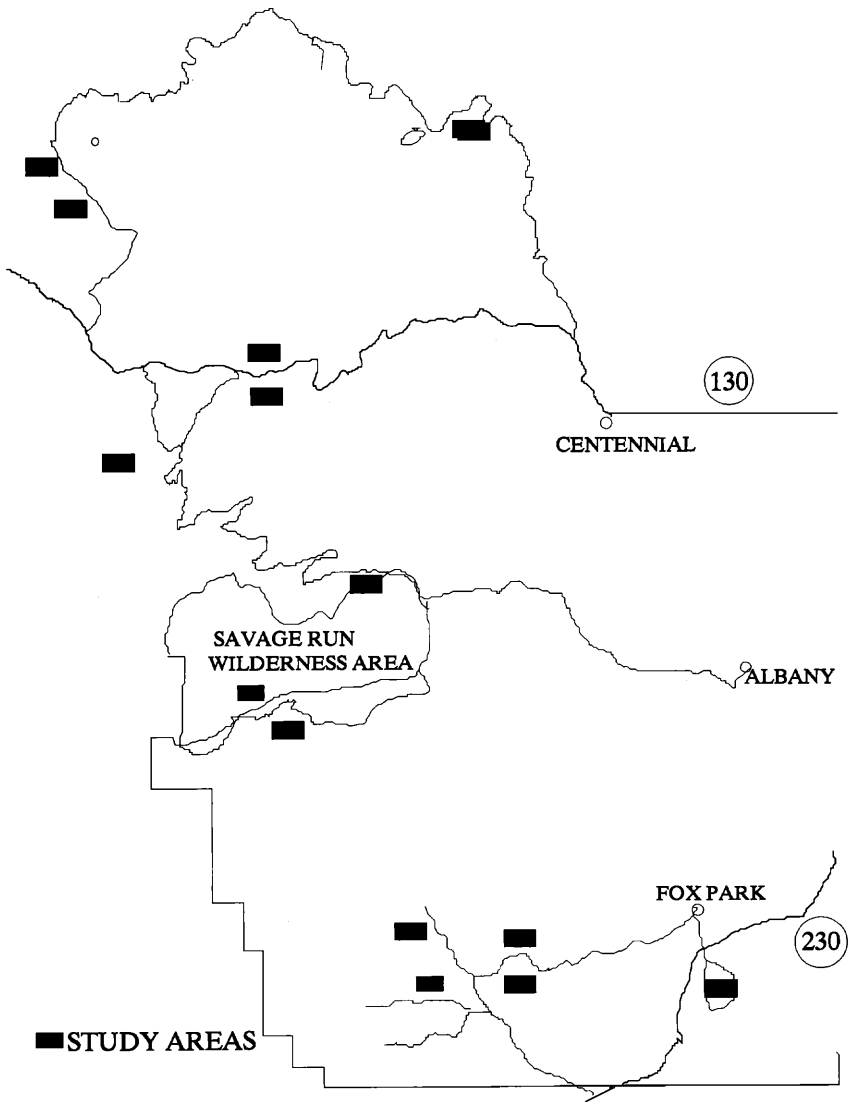 130
CENTENNIAL
SAVAGE RUN
WILDERNESS AREA
ALBANY
FOX PARK
230
STUDY AREAS